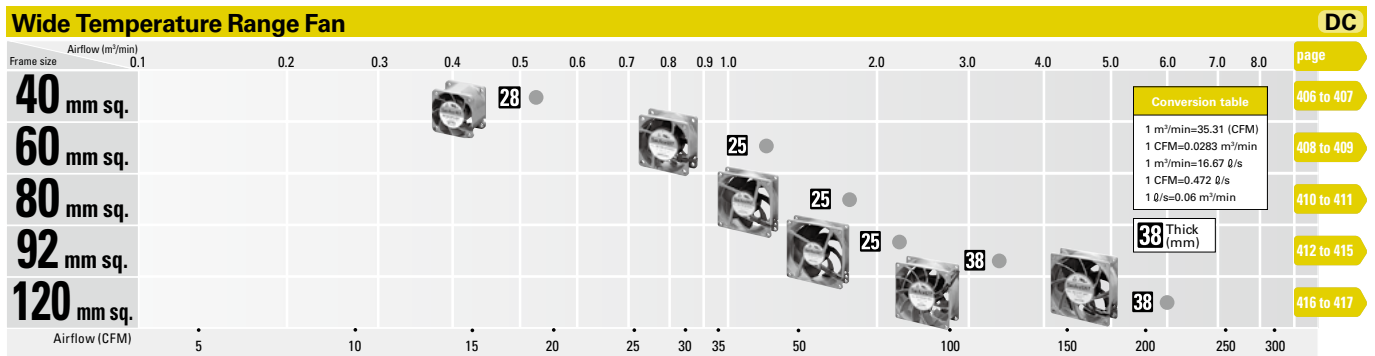 Wide Temperature Range Fan DC
Airflow (m³/min)
Frame size
0.1 0.2 0.3 0.4 0.5 0.6 0.7 0.8 0.9 1.0 2.0 3.0 4.0 5.0 6.0 7.0 8.0 page
40 mm sq. 28 406 to 407
60 mm sq. 25 408 to 409
80 mm sq. 25 410 to 411
92 mm sq. 25 38 412 to 415
120 mm sq. 38 416 to 417
Conversion table
1 m³/min=35.31 (CFM)
1 CFM=0.0283 m³/min
1 m³/min=16.67 ℓ/s
1 CFM=0.472 ℓ/s
1 ℓ/s=0.06 m³/min
38 Thick
(mm)
Airflow (CFM)
5 10 15 20 25 30 35 50 100 150 200 250 300